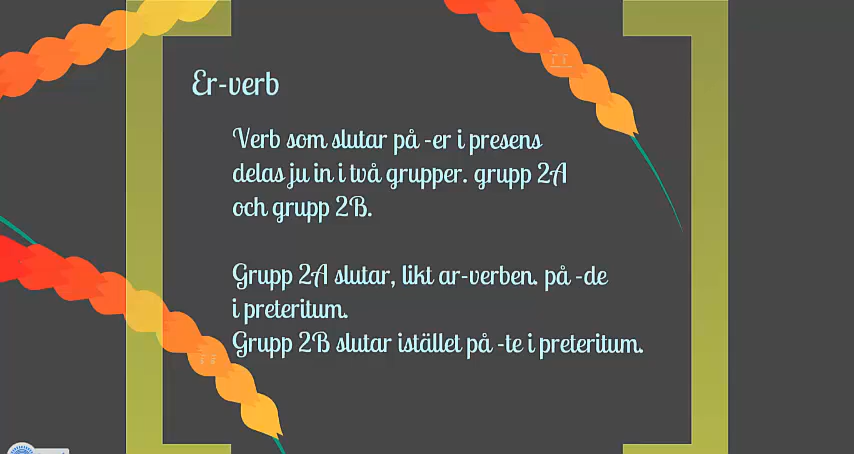 Er-verb
Verb som slutar på -er i presens
delas ju in i två grupper. grupp 2A
och grupp 2B.
Grupp 2A slutar, likt ar-verben. på -de
i preteritum.
Grupp 2B slutar istället på -te i preteritum.